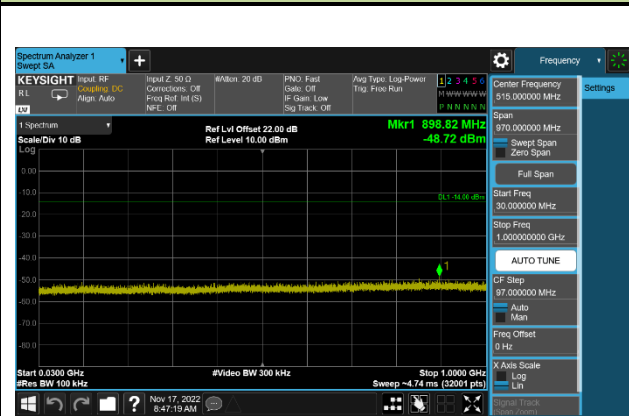 Spectrum Analyzer 1
Swept SA
Frequency
KEYSIGHT
RL
Input: RF
Coupling: DC
Align: Auto
Input Z: 50 Ω
Corrections: Off
Freq Ref: Int (S)
NFE: Off
#Atten: 20 dB
PNO: Fast
Gate: Off
IF Gain: Low
Sig Track: Off
Avg Type: Log-Power
Trig: Free Run
1 2 3 4 5 6
M W W W W W
P N N N N N
LXI
1 Spectrum
Scale/Div 10 dB
Log
Ref Lvl Offset 22.00 dB
Ref Level 10.00 dBm
Mkr1 898.82 MHz
-48.72 dBm
0.00
-10.0
DL1 -14.00 dBm
-20.0
-30.0
-40.0
1
-50.0
-60.0
-70.0
-80.0
Start 0.0300 GHz
#Res BW 100 kHz
#Video BW 300 kHz
Stop 1.0000 GHz
Sweep ~4.74 ms (32001 pts)
Nov 17, 2022
8:47:19 AM
Center Frequency
515.000000 MHz
Settings
Span
970.000000 MHz
Swept Span
Zero Span
Full Span
Start Freq
30.000000 MHz
Stop Freq
1.000000000 GHz
AUTO TUNE
CF Step
97.000000 MHz
Auto
Man
Freq Offset
0 Hz
X Axis Scale
Log
Lin
Signal Track
(Span Zoom)